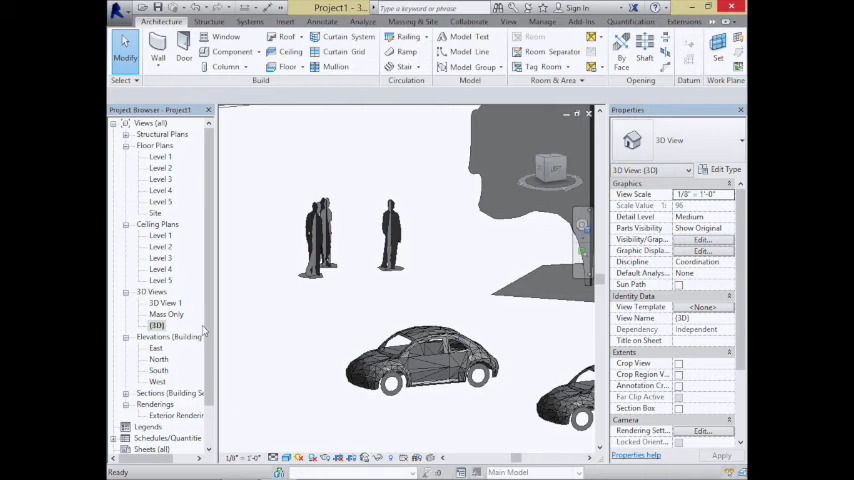 Project1 - 3...
Type a keyword or phrase
Sign In
Architecture
Structure
Systems
Insert
Annotate
Analyze
Massing & Site
Collaborate
View
Manage
Add-Ins
Quantification
Extensions
Modify
Wall
Door
Window
Component
Column
Roof
Ceiling
Floor
Curtain System
Curtain Grid
Mullion
Railing
Ramp
Stair
Model Text
Model Line
Model Group
Room
Room Separator
Tag Room
By Face
Shaft
Set
Select
Build
Circulation
Model
Room & Area
Opening
Datum
Work Plane
Project Browser - Project1
Views (all)
Structural Plans
Floor Plans
Level 1
Level 2
Level 3
Level 4
Level 5
Site
Ceiling Plans
Level 1
Level 2
Level 3
Level 4
Level 5
3D Views
3D View 1
Mass Only
{3D}
Elevations (Building
East
North
South
West
Sections (Building Se
Renderings
Exterior Renderin
Legends
Schedules/Quantitie
Sheets (all)
LEFT
Properties
3D View
3D View: {3D}
Edit Type
Graphics
View Scale 1/8" = 1'-0"
Scale Value 1: 96
Detail Level Medium
Parts Visibility Show Original
Visibility/Grap... Edit...
Graphic Displa... Edit...
Discipline Coordination
Default Analys... None
Sun Path
Identity Data
View Template <None>
View Name {3D}
Dependency Independent
Title on Sheet
Extents
Crop View
Crop Region V...
Annotation Cr...
Far Clip Active
Section Box
Camera
Rendering Sett... Edit...
Locked Orient...
Properties help
Apply
1/8" = 1'-0"
Ready
:0
Main Model